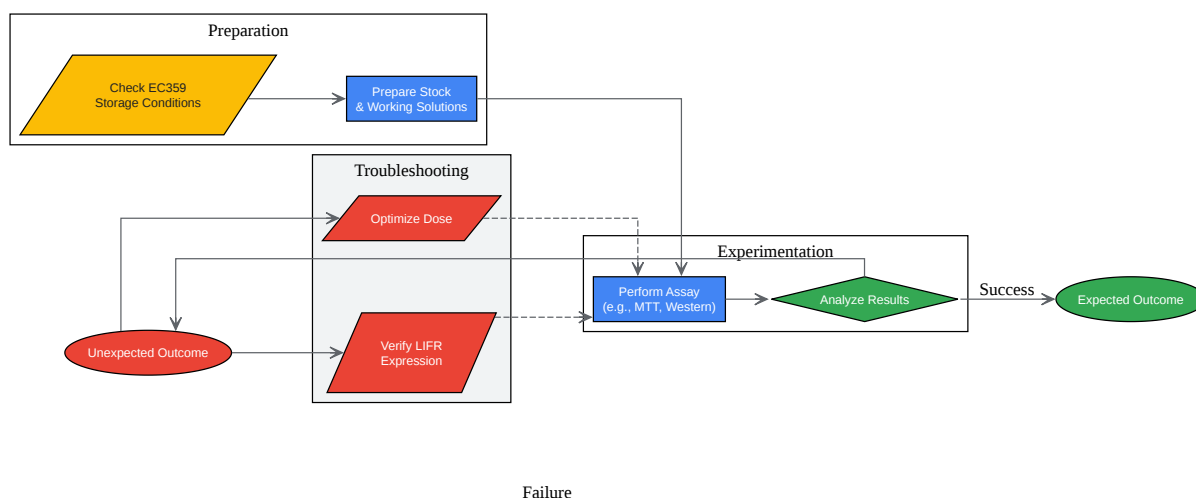 Preparation
Check EC359
Storage Conditions
Prepare Stock
& Working Solutions
Troubleshooting
Optimize Dose
Experimentation
Perform Assay
(e.g., MTT, Western)
Analyze Results
Success
Expected Outcome
Unexpected Outcome
Verify LIFR
Expression
Failure